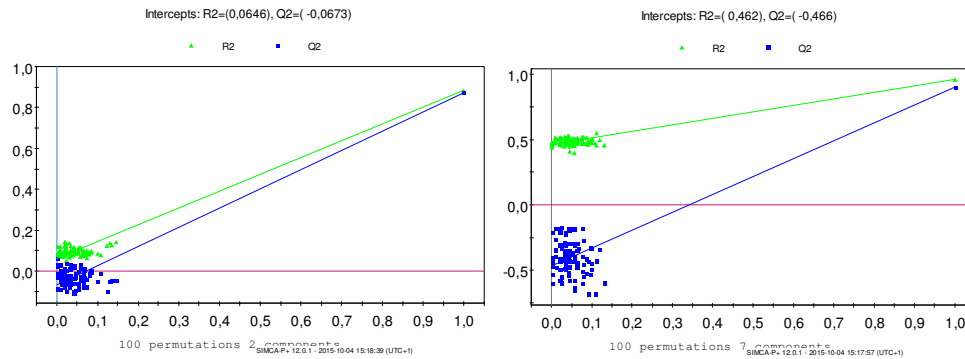 Intercepts: R2=(0,0646), Q2=( -0,0673)
R2 Q2
1,0
0,8
0,6
0,4
0,2
0,0
0,0 0,1 0,2 0,3 0,4 0,5 0,6 0,7 0,8 0,9 1,0
100 permutations 2 components
SIMCA-P+ 12.0.1 - 2015-10-04 15:18:39 (UTC+1)
Intercepts: R2=( 0,462), Q2=( -0,466)
R2 Q2
1,0
0,5
0,0
-0,5
0,0 0,1 0,2 0,3 0,4 0,5 0,6 0,7 0,8 0,9 1,0
100 permutations 7 components
SIMCA-P+ 12.0.1 - 2015-10-04 15:17:57 (UTC+1)